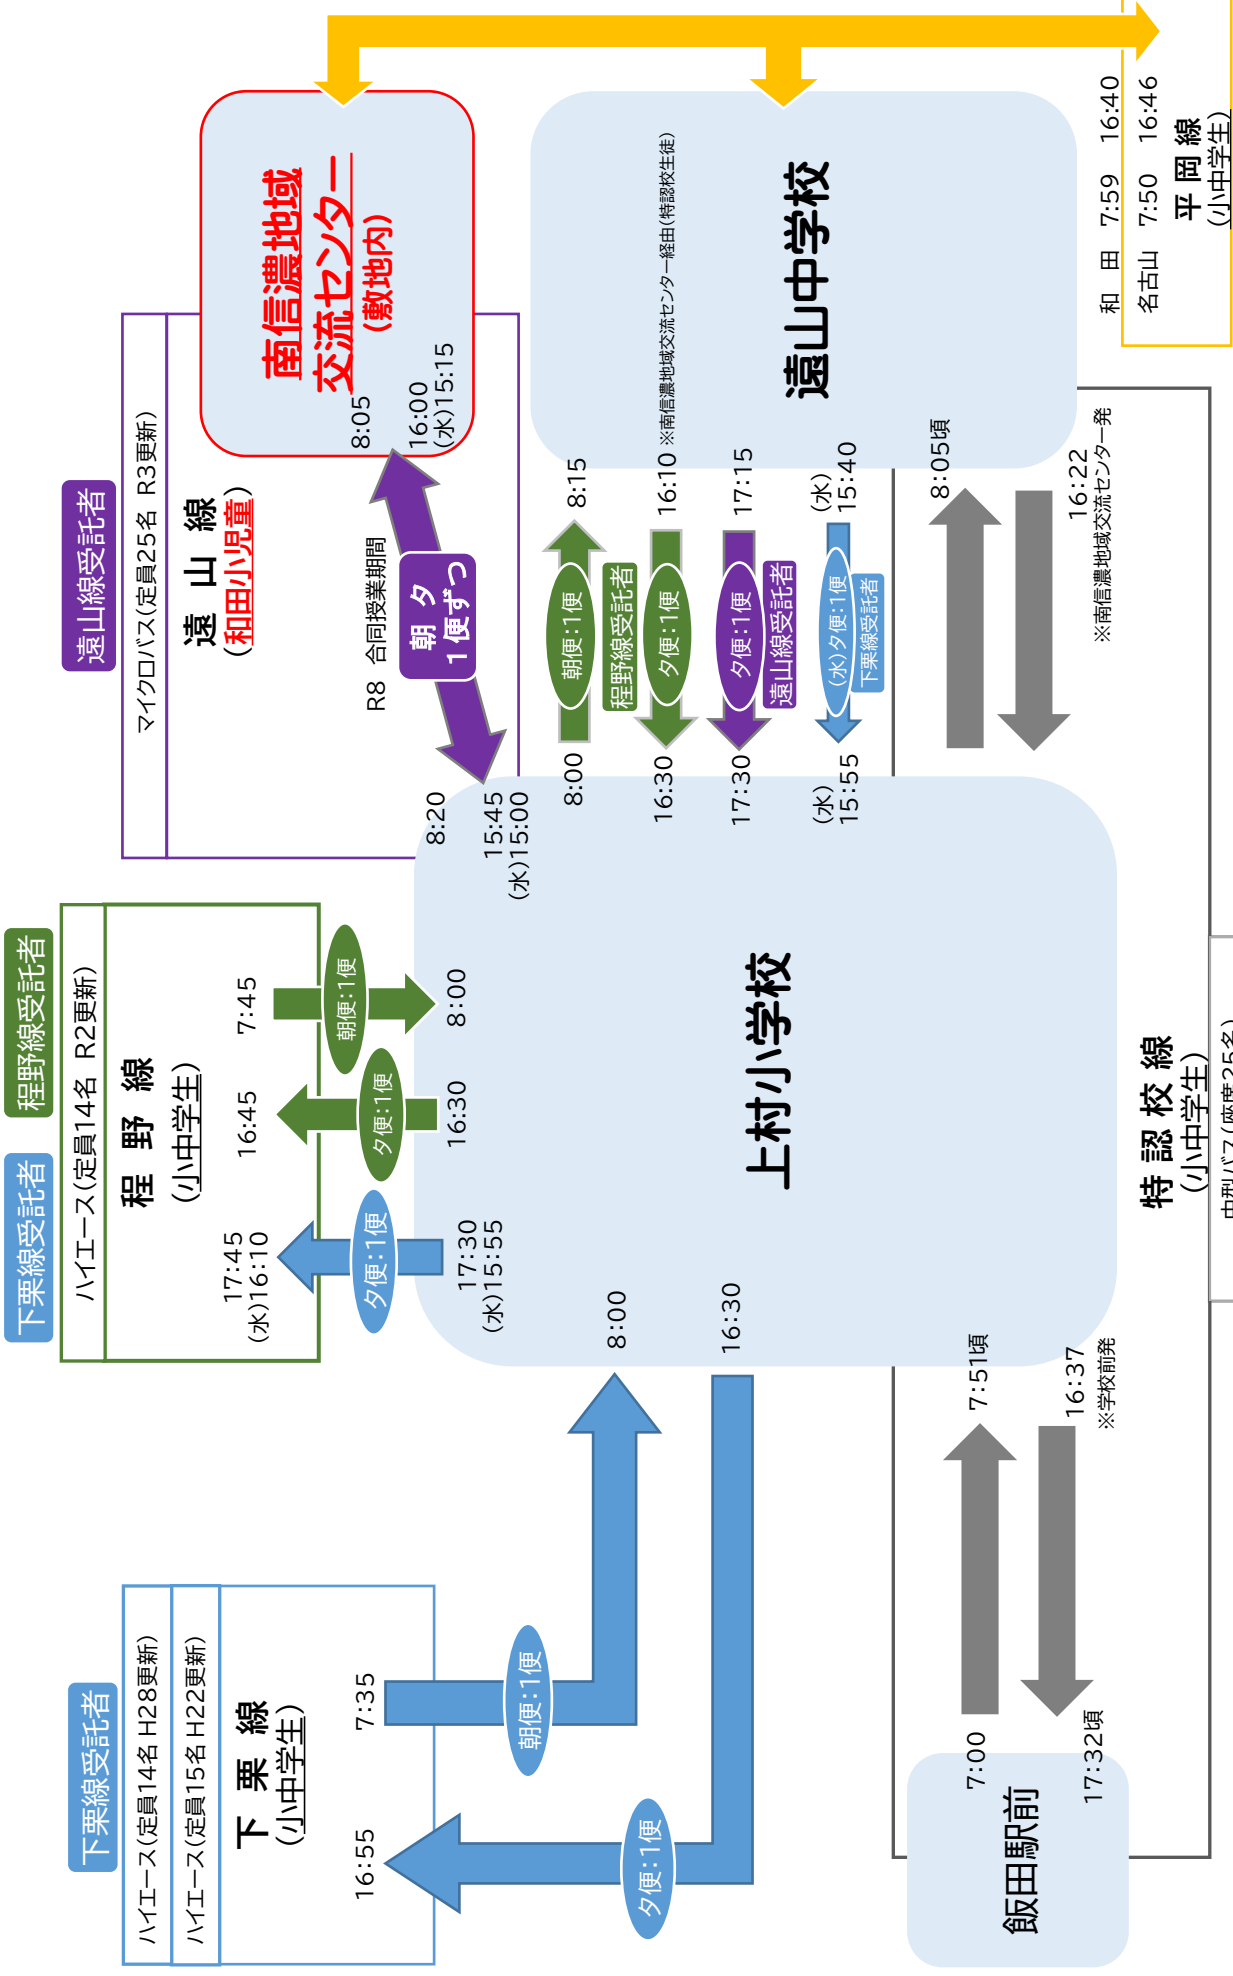 下栗線受託者
ハイエース(定員14名 H28更新)
ハイエース(定員15名 H22更新)
下 栗 線
(小中学生)
16:55
7:35
朝便:1便
夕便:1便
8:00
16:30
下栗線受託者
程野線受託者
ハイエース(定員14名 R2更新)
程 野 線
(小中学生)
17:45
(水)16:10
16:45
7:45
夕便:1便
夕便:1便
朝便:1便
17:30
(水)15:55
16:30
8:00
遠山線受託者
マイクロバス(定員25名 R3更新)
遠 山 線
(和田小児童)
R8 合同授業期間
朝 夕
1便ずつ
8:20
15:45
(水)15:00
8:05
16:00
(水)15:15
南信濃地域
交流センター
(敷地内)
上村小学校
8:00
朝便:1便
8:15
程野線受託者
16:30
夕便:1便
16:10 ※南信濃地域交流センター経由(特認校生徒)
17:30
夕便:1便
17:15
遠山線受託者
(水)
15:55
(水)夕便:1便
(水)
15:40
下栗線受託者
遠山中学校
飯田駅前
7:00
17:32頃
7:51頃
16:37
※学校前発
8:05頃
16:22
※南信濃地域交流センター発
特 認 校 線
(小中学生)
中型バス(座席25名)
和 田 7:59 16:40
名古山 7:50 16:46
平 岡 線
(小中学生)